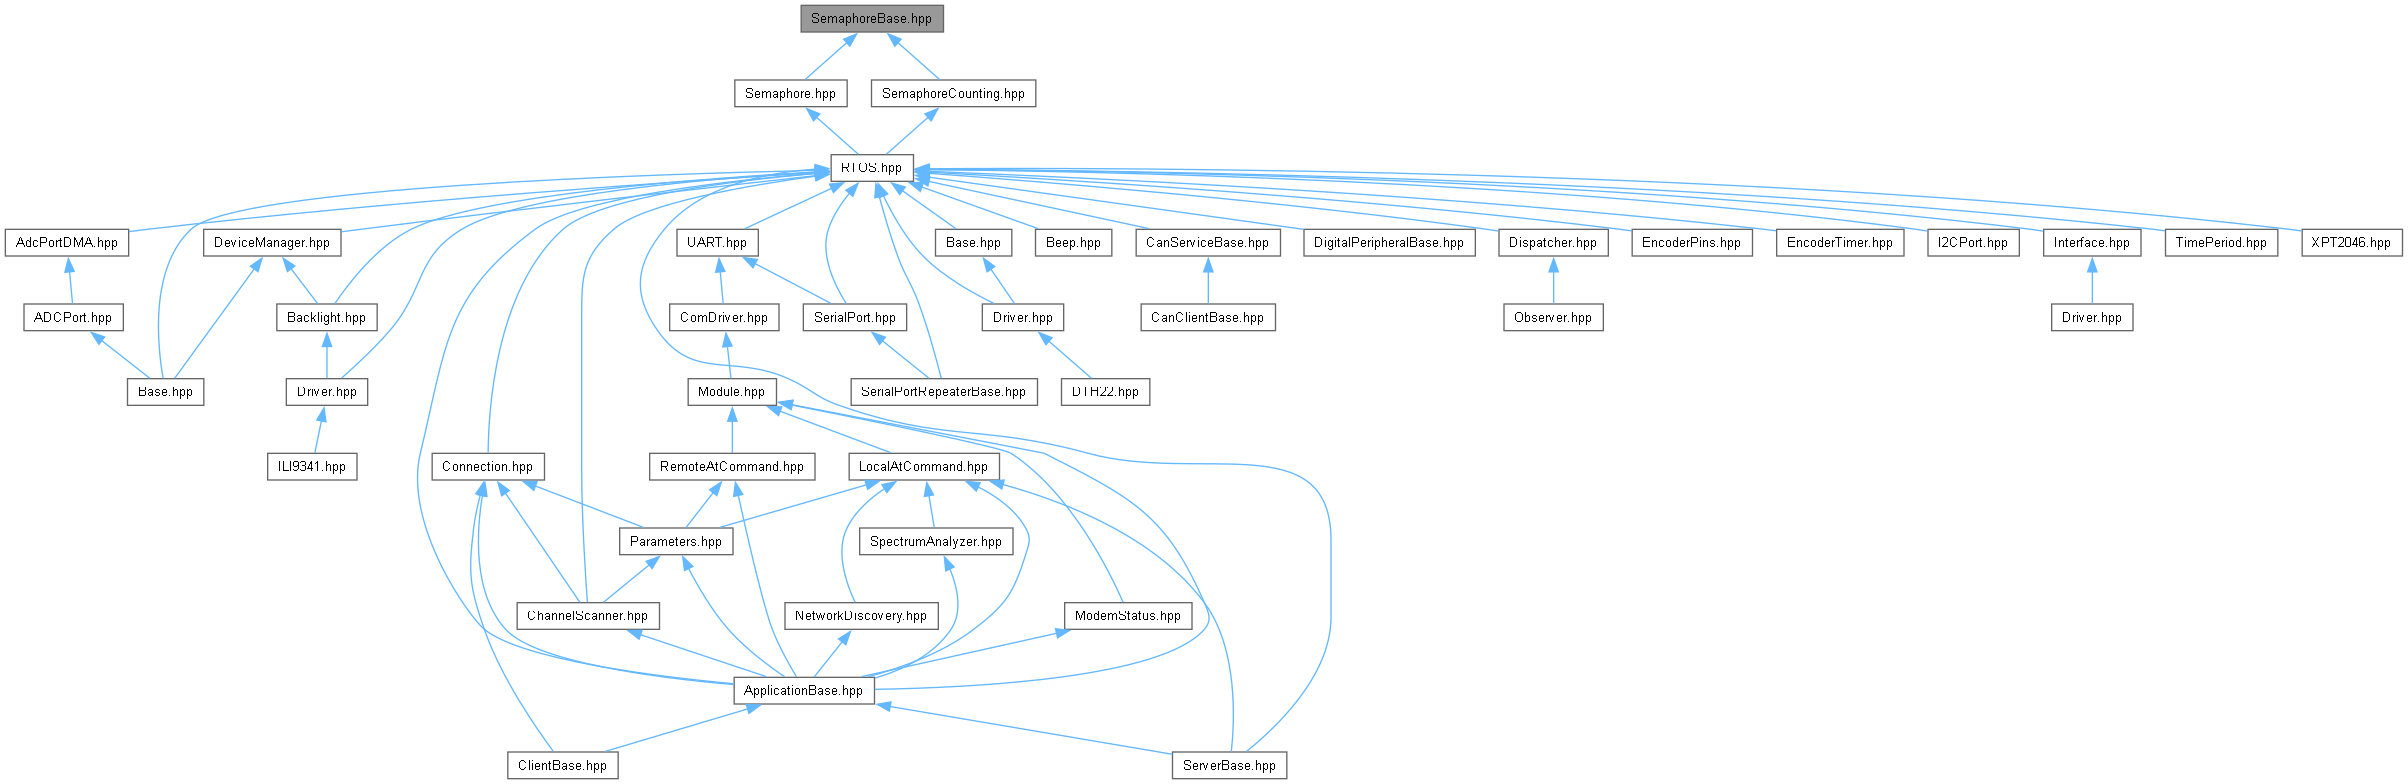 SemaphoreBase.hpp
Semaphore.hpp
SemaphoreCounting.hpp
RTOS.hpp
AdcPortDMA.hpp
DeviceManager.hpp
UART.hpp
Base.hpp
Beep.hpp
CanServiceBase.hpp
DigitalPeripheralBase.hpp
Dispatcher.hpp
EncoderPins.hpp
EncoderTimer.hpp
I2CPort.hpp
Interface.hpp
TimePeriod.hpp
XPT2046.hpp
ADCPort.hpp
Backlight.hpp
ComDriver.hpp
SerialPort.hpp
Driver.hpp
CanClientBase.hpp
Observer.hpp
Driver.hpp
Base.hpp
Driver.hpp
Module.hpp
SerialPortRepeaterBase.hpp
DTH22.hpp
ILI9341.hpp
Connection.hpp
RemoteAtCommand.hpp
LocalAtCommand.hpp
Parameters.hpp
SpectrumAnalyzer.hpp
ChannelScanner.hpp
NetworkDiscovery.hpp
ModemStatus.hpp
ApplicationBase.hpp
ClientBase.hpp
ServerBase.hpp